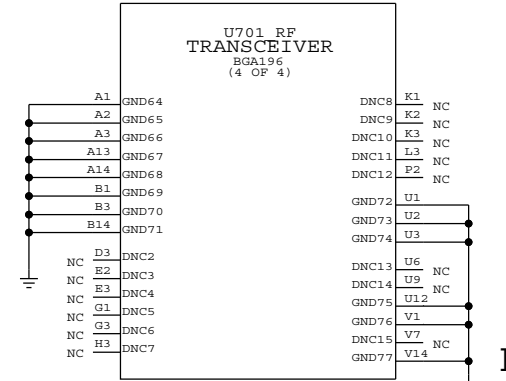 U701 RF
TRANSCEIVER
BGA196
(4 OF 4)
A1 GND64
A2 GND65
A3 GND66
A13 GND67
A14 GND68
B1 GND69
B3 GND70
B14 GND71
NC D3 DNC2
NC E2 DNC3
NC E3 DNC4
NC G1 DNC5
NC G3 DNC6
NC H3 DNC7
DNC8 K1 NC
DNC9 K2 NC
DNC10 K3 NC
DNC11 L3 NC
DNC12 P2 NC
GND72 U1
GND73 U2
GND74 U3
DNC13 U6 NC
DNC14 U9 NC
GND75 U12
GND76 V1
DNC15 V7 NC
GND77 V14